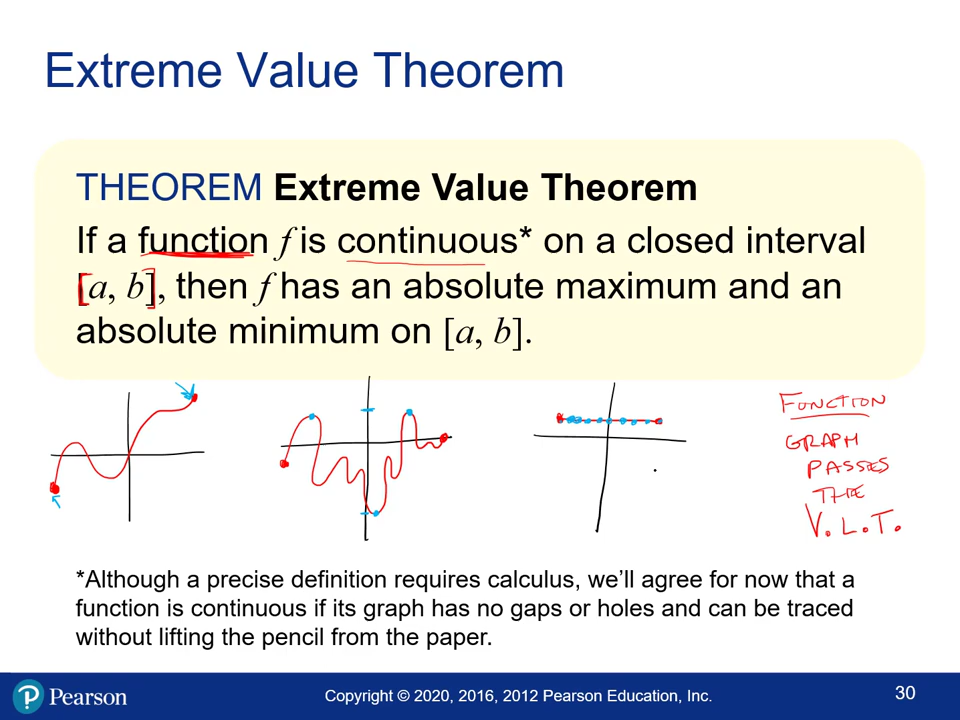 Extreme Value Theorem
THEOREM Extreme Value Theorem
If a function f is continuous* on a closed interval
[a, b], then f has an absolute maximum and an
absolute minimum on [a, b].
FUNCTION
GRAPH
PASSES
THE
V. L. T.
*Although a precise definition requires calculus, we’ll agree for now that a
function is continuous if its graph has no gaps or holes and can be traced
without lifting the pencil from the paper.
P Pearson
Copyright © 2020, 2016, 2012 Pearson Education, Inc.
30